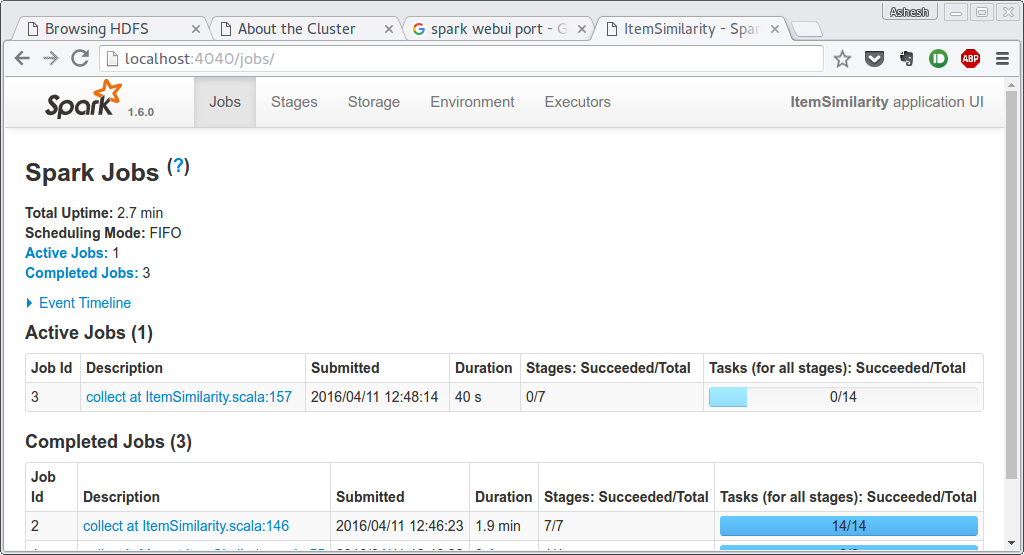 Ashesh
Browsing HDFS
About the Cluster
spark webui port - G
ItemSimilarity - Spar
localhost:4040/jobs/
ABP
Spark 1.6.0
Jobs
Stages
Storage
Environment
Executors
ItemSimilarity application UI
Spark Jobs (?)
Total Uptime: 2.7 min
Scheduling Mode: FIFO
Active Jobs: 1
Completed Jobs: 3
Event Timeline
Active Jobs (1)
Job Id Description Submitted Duration Stages: Succeeded/Total Tasks (for all stages): Succeeded/Total
3 collect at ItemSimilarity.scala:157 2016/04/11 12:48:14 40 s 0/7 0/14
Completed Jobs (3)
Job
Id Description Submitted Duration Stages: Succeeded/Total Tasks (for all stages): Succeeded/Total
2 collect at ItemSimilarity.scala:146 2016/04/11 12:46:23 1.9 min 7/7 14/14